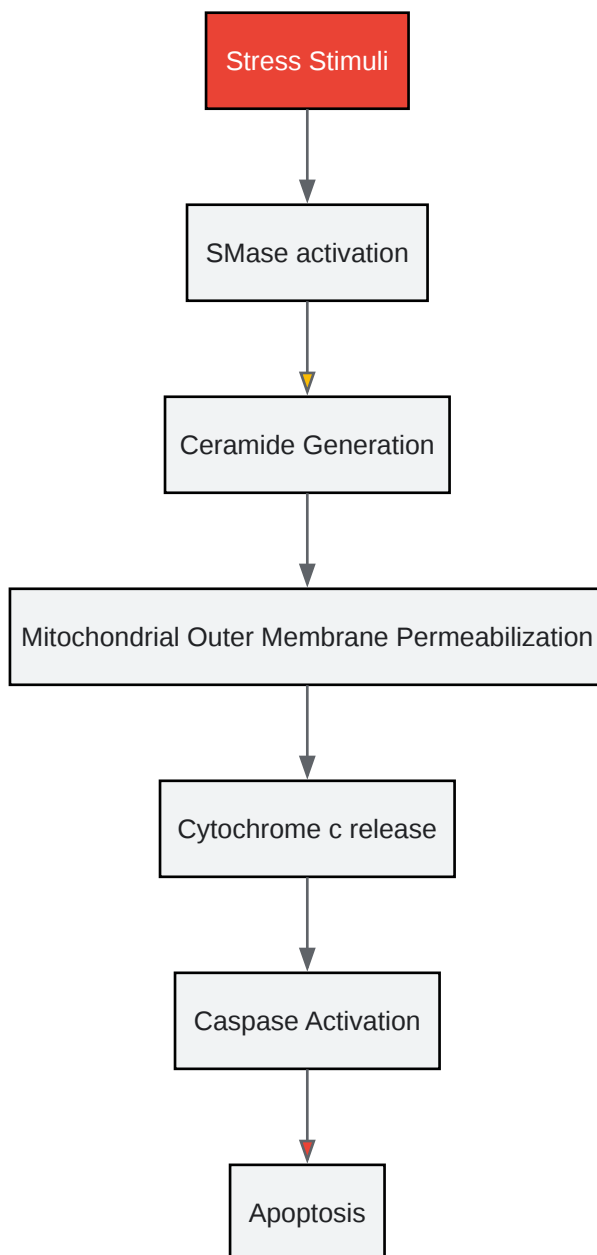 Stress Stimuli
SMase activation
Ceramide Generation
Mitochondrial Outer Membrane Permeabilization
Cytochrome c release
Caspase Activation
Apoptosis